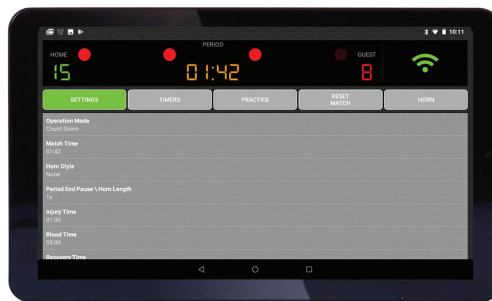 10:11
PERIOD
HOME
GUEST
15
01:42
8
SETTINGS
TIMERS
PRACTICE
RESET
MATCH
HORN
Operation Mode
Count Down
Match Time
01:42
Horn Style
None
Period End Pause \ Horn Length
1s
Injury Time
01:30
Blood Time
05:00
Recovery Time